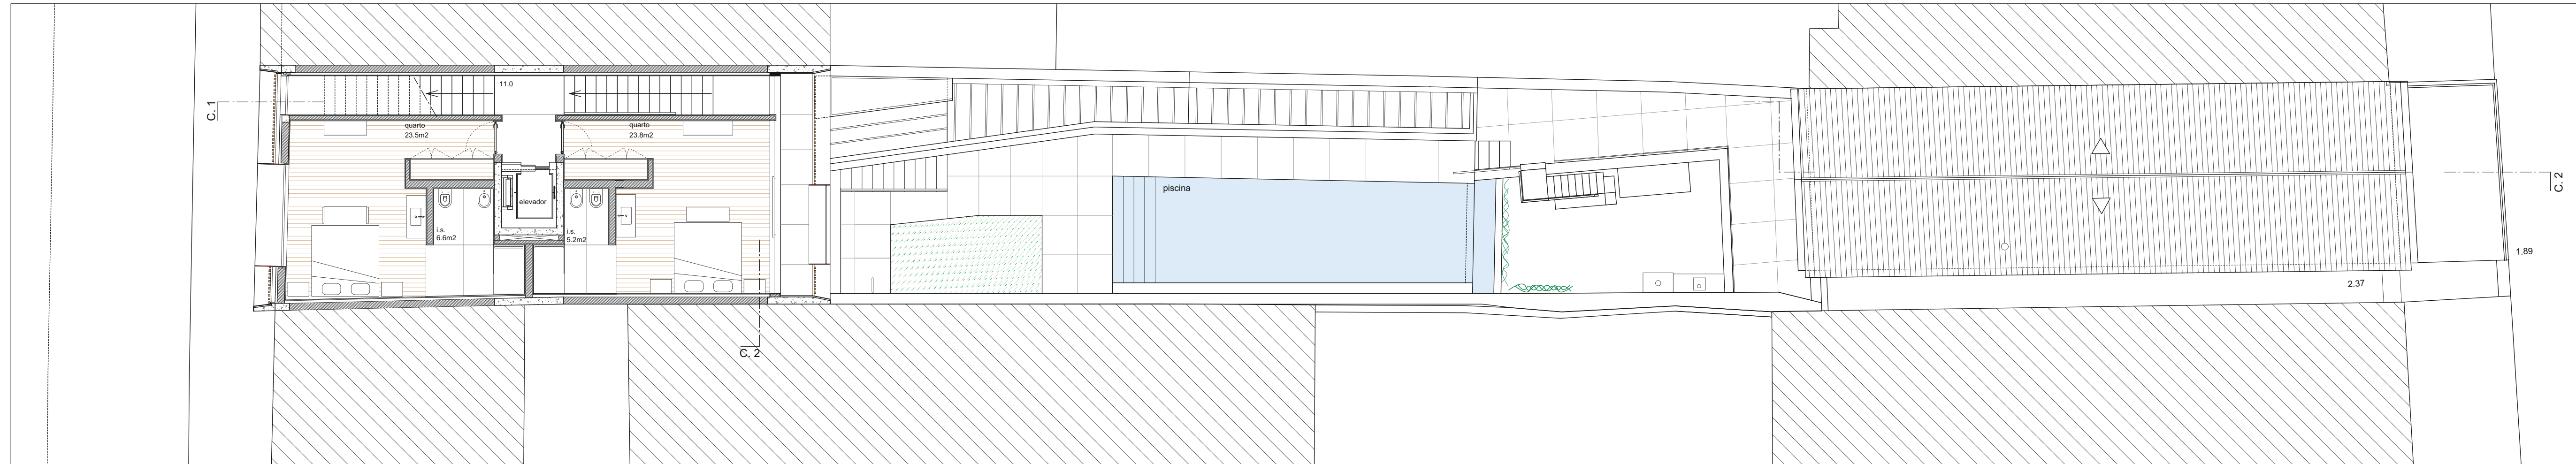 C. 1
11.0
quarto
23.5m2
quarto
23.8m2
elevador
i.s.
6.6m2
i.s.
5.2m2
piscina
C. 2
1,89
2.37
C. 2